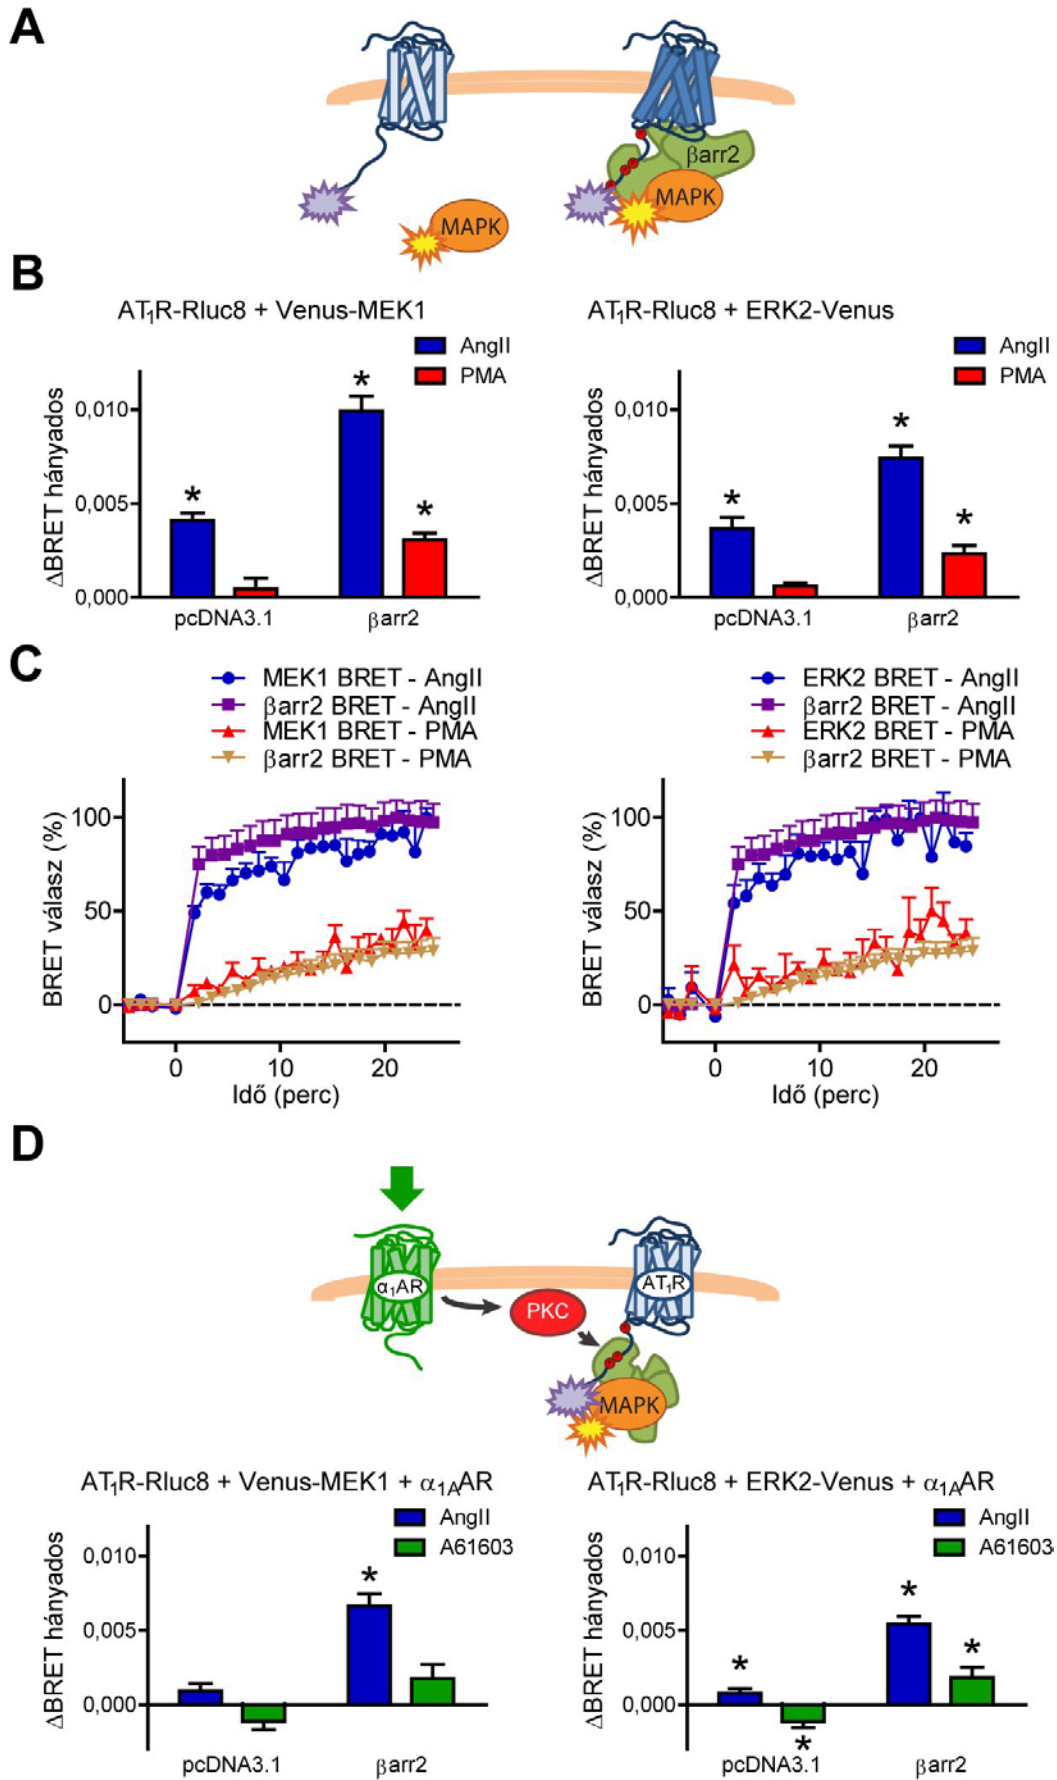 A
βarr2
MAPK
MAPK
B
AT1R-Rluc8 + Venus-MEK1
AngII
PMA
ΔBRET hányados
0,010
0,005
0,000
*
*
*
pcDNA3.1
βarr2
AT1R-Rluc8 + ERK2-Venus
AngII
PMA
ΔBRET hányados
0,010
0,005
0,000
*
*
*
pcDNA3.1
βarr2
C
MEK1 BRET - AngII
βarr2 BRET - AngII
MEK1 BRET - PMA
βarr2 BRET - PMA
BRET válasz (%)
100
50
0
0
10
20
Idő (perc)
ERK2 BRET - AngII
βarr2 BRET - AngII
ERK2 BRET - PMA
βarr2 BRET - PMA
BRET válasz (%)
100
50
0
0
10
20
Idő (perc)
D
α1AR
PKC
AT1R
MAPK
AT1R-Rluc8 + Venus-MEK1 + α1AAR
AngII
A61603
ΔBRET hányados
0,010
0,005
0,000
*
pcDNA3.1
βarr2
AT1R-Rluc8 + ERK2-Venus + α1AAR
AngII
A61603
ΔBRET hányados
0,010
0,005
0,000
*
*
*
*
pcDNA3.1
βarr2